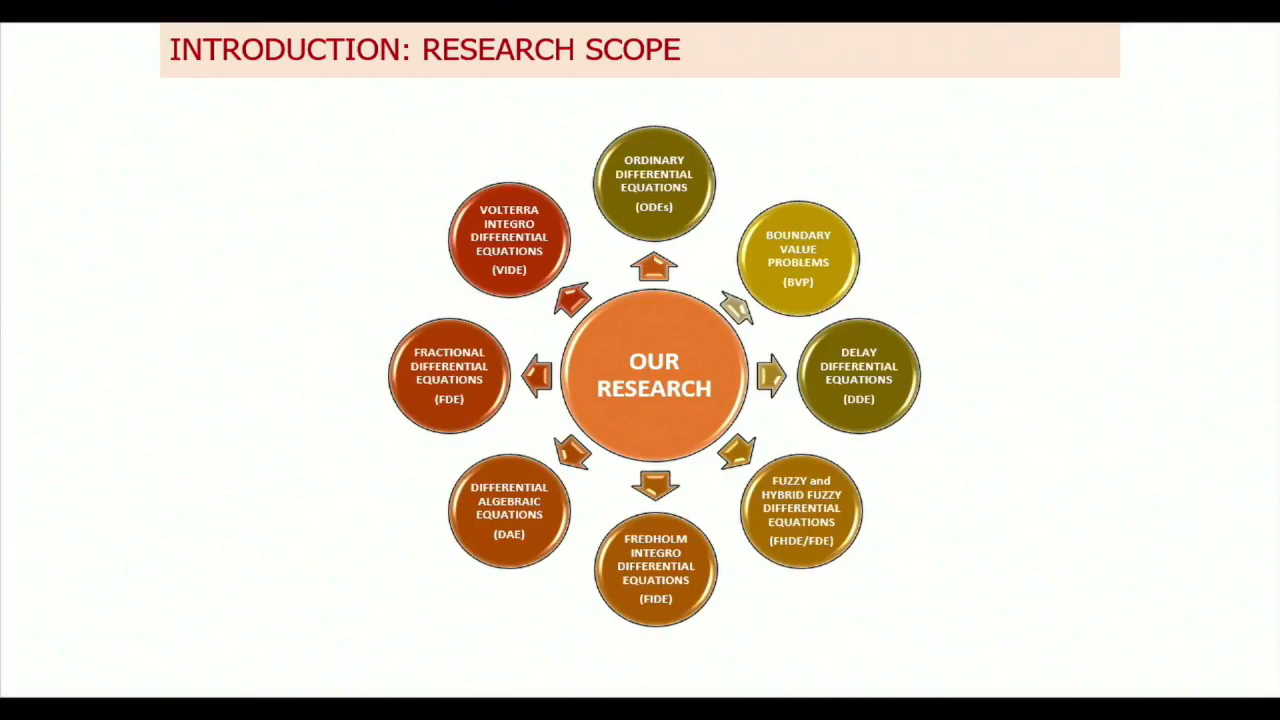 INTRODUCTION: RESEARCH SCOPE
ORDINARY
DIFFERENTIAL
EQUATIONS
(ODEs)
BOUNDARY
VALUE
PROBLEMS
(BVP)
DELAY
DIFFERENTIAL
EQUATIONS
(DDE)
FUZZY and
HYBRID FUZZY
DIFFERENTIAL
EQUATIONS
(FHDE/FDE)
FREDHOLM
INTEGRO
DIFFERENTIAL
EQUATIONS
(FIDE)
DIFFERENTIAL
ALGEBRAIC
EQUATIONS
(DAE)
FRACTIONAL
DIFFERENTIAL
EQUATIONS
(FDE)
VOLTERRA
INTEGRO
DIFFERENTIAL
EQUATIONS
(VIDE)
OUR
RESEARCH